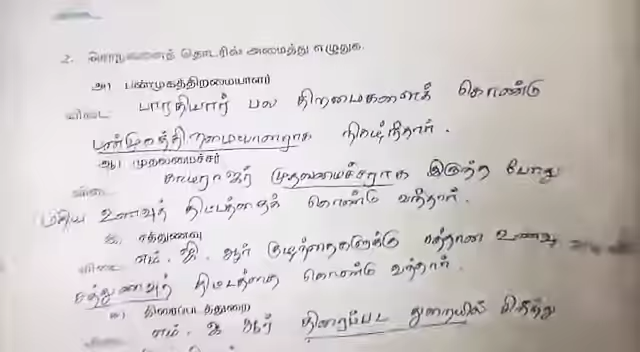 2. சொற்களைத் தொடரில் அமைத்து எழுதுக.
அ) பன்முகத்திறமையாளர்
விடை பாரதியார் பல திறமைகளைக் கொண்டு
பன்முகத்திறமையாளராக திகழ்ந்தார்.
ஆ) முதலமைச்சர்
விடை காமராஜர் முதலமைச்சராக இருந்த போது
மதிய உணவுத் திட்டத்தைக் கொண்டு வந்தார்.
இ. சத்துணவு
விடை எம். ஜி. ஆர் குழந்தைகளுக்கு சத்தான உணவு
சத்துணவுத் திட்டத்தை கொண்டு வந்தார்.
ஈ) திரைப்படத்துறை
எம். ஜி ஆர் திரைப்பட துறையில் சிறந்து